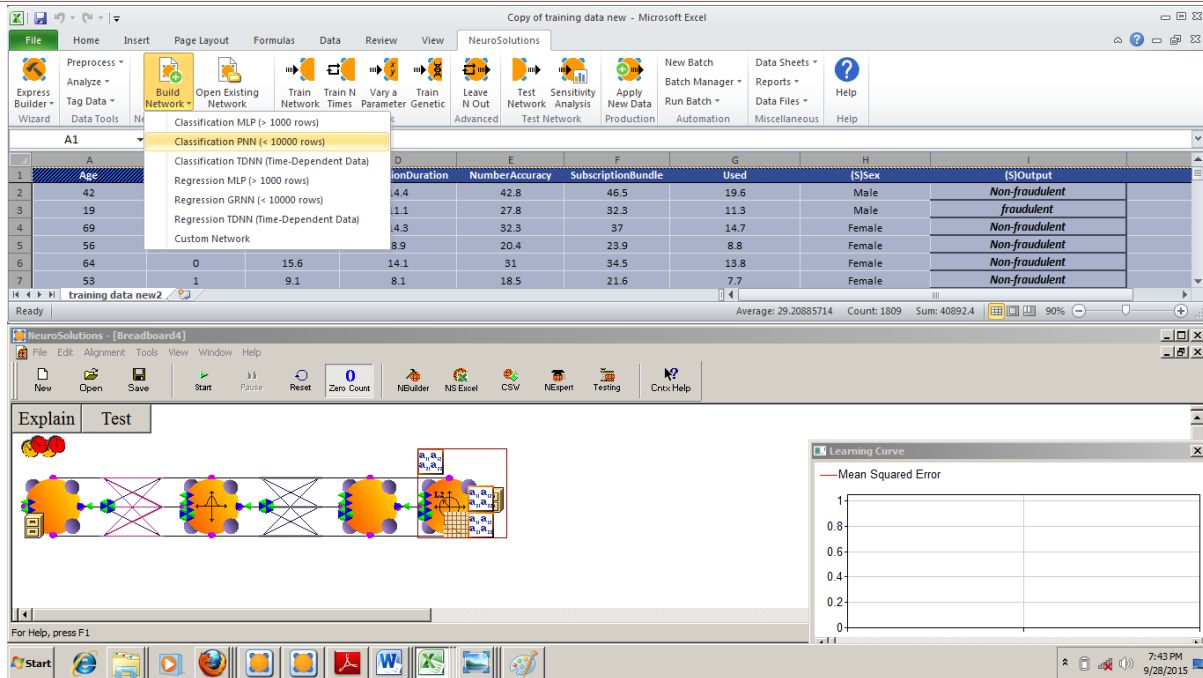 Copy of training data new - Microsoft Excel
File Home Insert Page Layout Formulas Data Review View NeuroSolutions
Express Builder Preprocess Analyze Tag Data Build Network Open Existing Network Train Network Train N Times Vary a Parameter Train Genetic Leave N Out Test Network Sensitivity Analysis Apply New Data New Batch Batch Manager Run Batch Data Sheets Reports Data Files Help
Wizard Data Tools Advanced Test Network Production Automation Miscellaneous Help
A1
Classification MLP (> 1000 rows)
Classification PNN (< 10000 rows)
Classification TDNN (Time-Dependent Data)
Regression MLP (> 1000 rows)
Regression GRNN (< 10000 rows)
Regression TDNN (Time-Dependent Data)
Custom Network
A D E F G H I
1 Age ionDuration NumberAccuracy SubscriptionBundle Used (S)Sex (S)Output
2 42 4.4 42.8 46.5 19.6 Male Non-fraudulent
3 19 1.1 27.8 32.3 11.3 Male fraudulent
4 69 4.3 32.3 37 14.7 Female Non-fraudulent
5 56 8.9 20.4 23.9 8.8 Female Non-fraudulent
6 64 0 15.6 14.1 31 34.5 13.8 Female Non-fraudulent
7 53 1 9.1 8.1 18.5 21.6 7.7 Female Non-fraudulent
training data new2
Ready Average: 29.20885714 Count: 1809 Sum: 40892.4 90%
NeuroSolutions - [Breadboard4]
File Edit Alignment Tools View Window Help
New Open Save Start Pause Reset Zero Count NBuilder NS Excel CSW NExpert Testing Cntx Help
Explain Test
Learning Curve
Mean Squared Error
1
0.8
0.6
0.4
0.2
0
For Help, press F1
Start 7:43 PM
9/28/2015